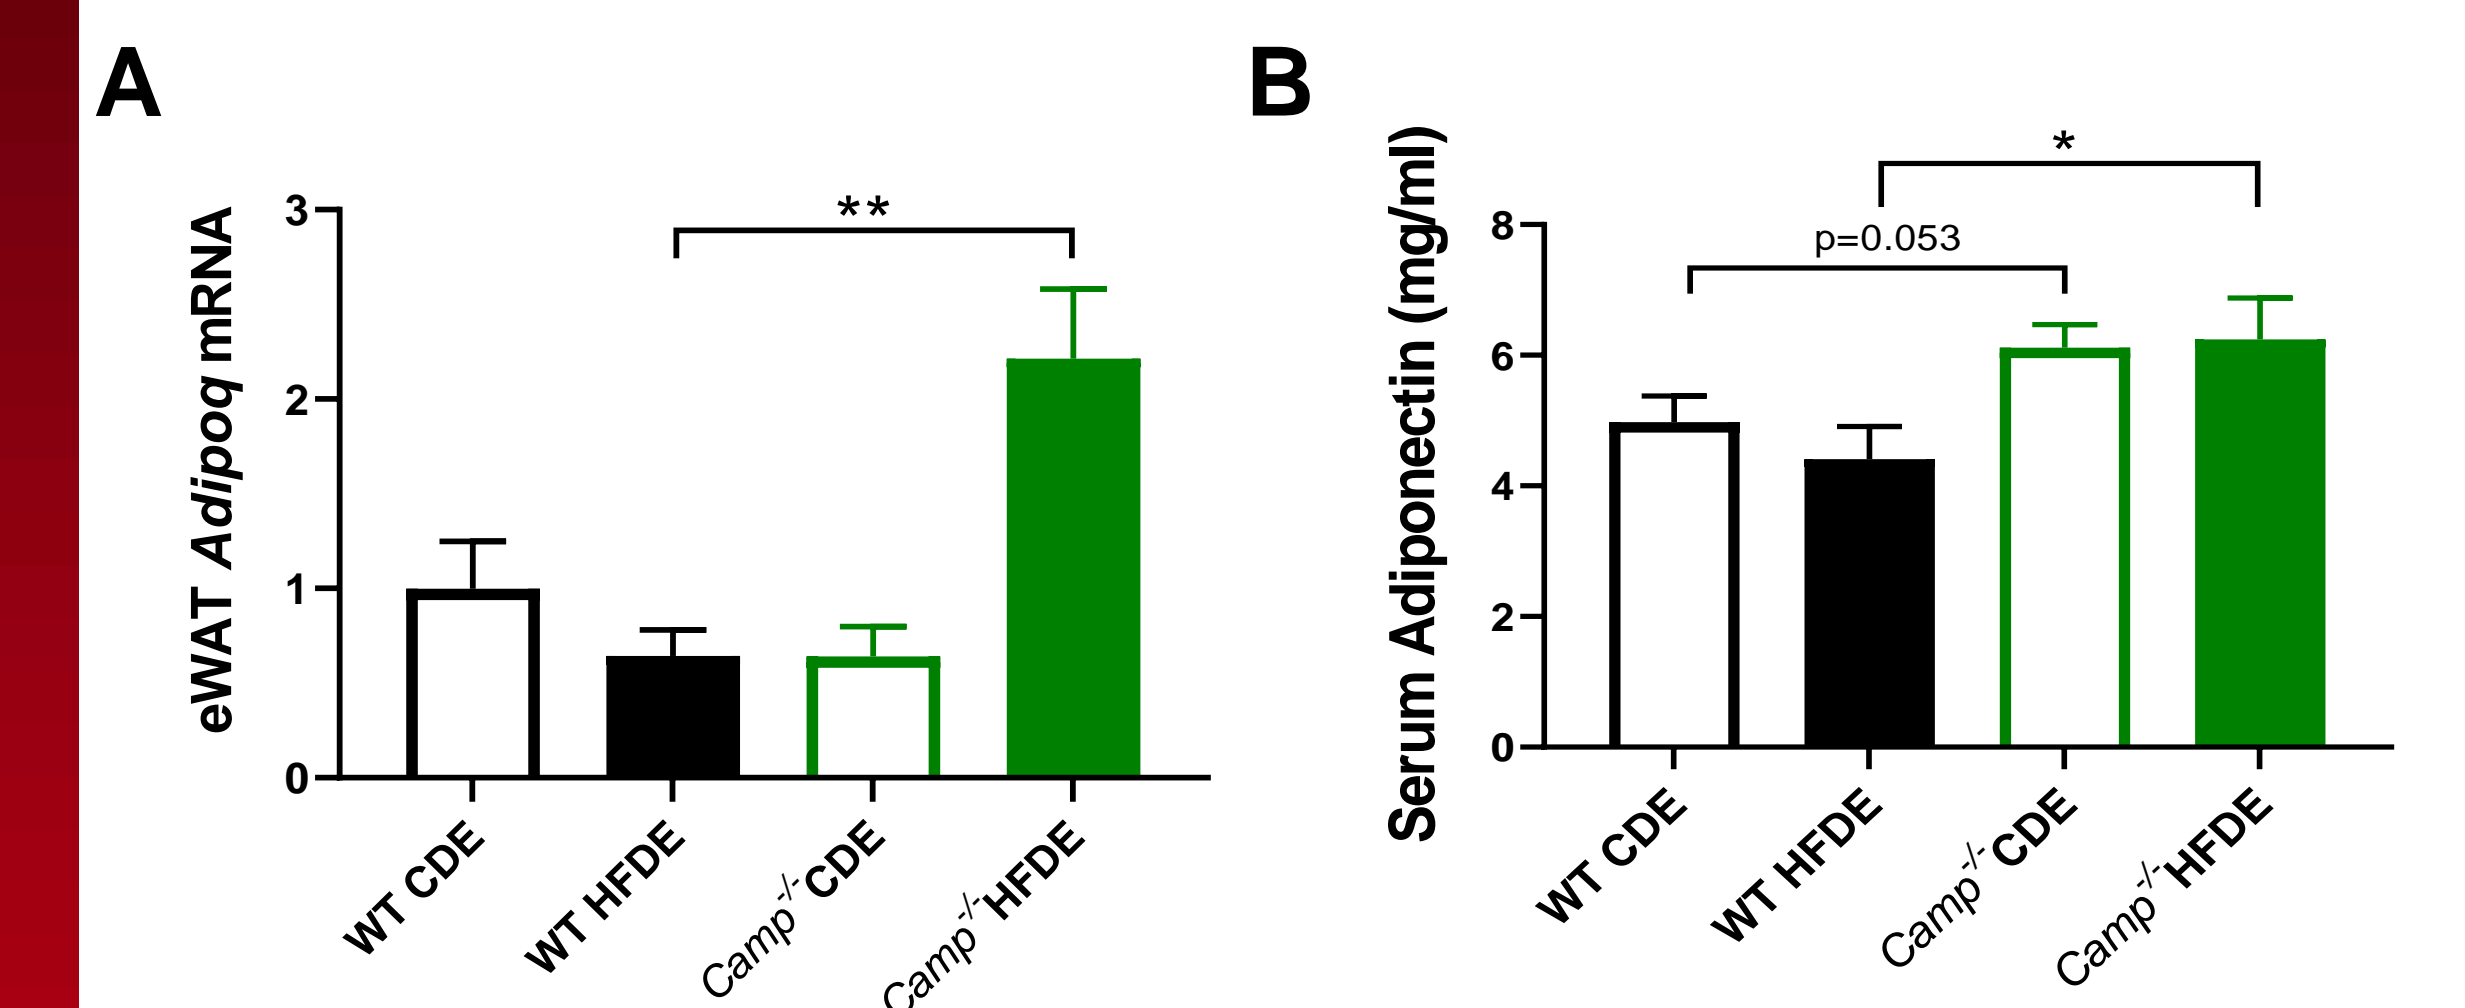 A
eWAT Adipoq mRNA
3
2
1
0
**
WT CDE
WT HFDE
Camp-/-CDE
Camp-/-HFDE
B
Serum Adiponectin (mg/ml)
8
6
4
2
0
*
p=0.053
WT CDE
WT HFDE
Camp-/-CDE
Camp-/-HFDE